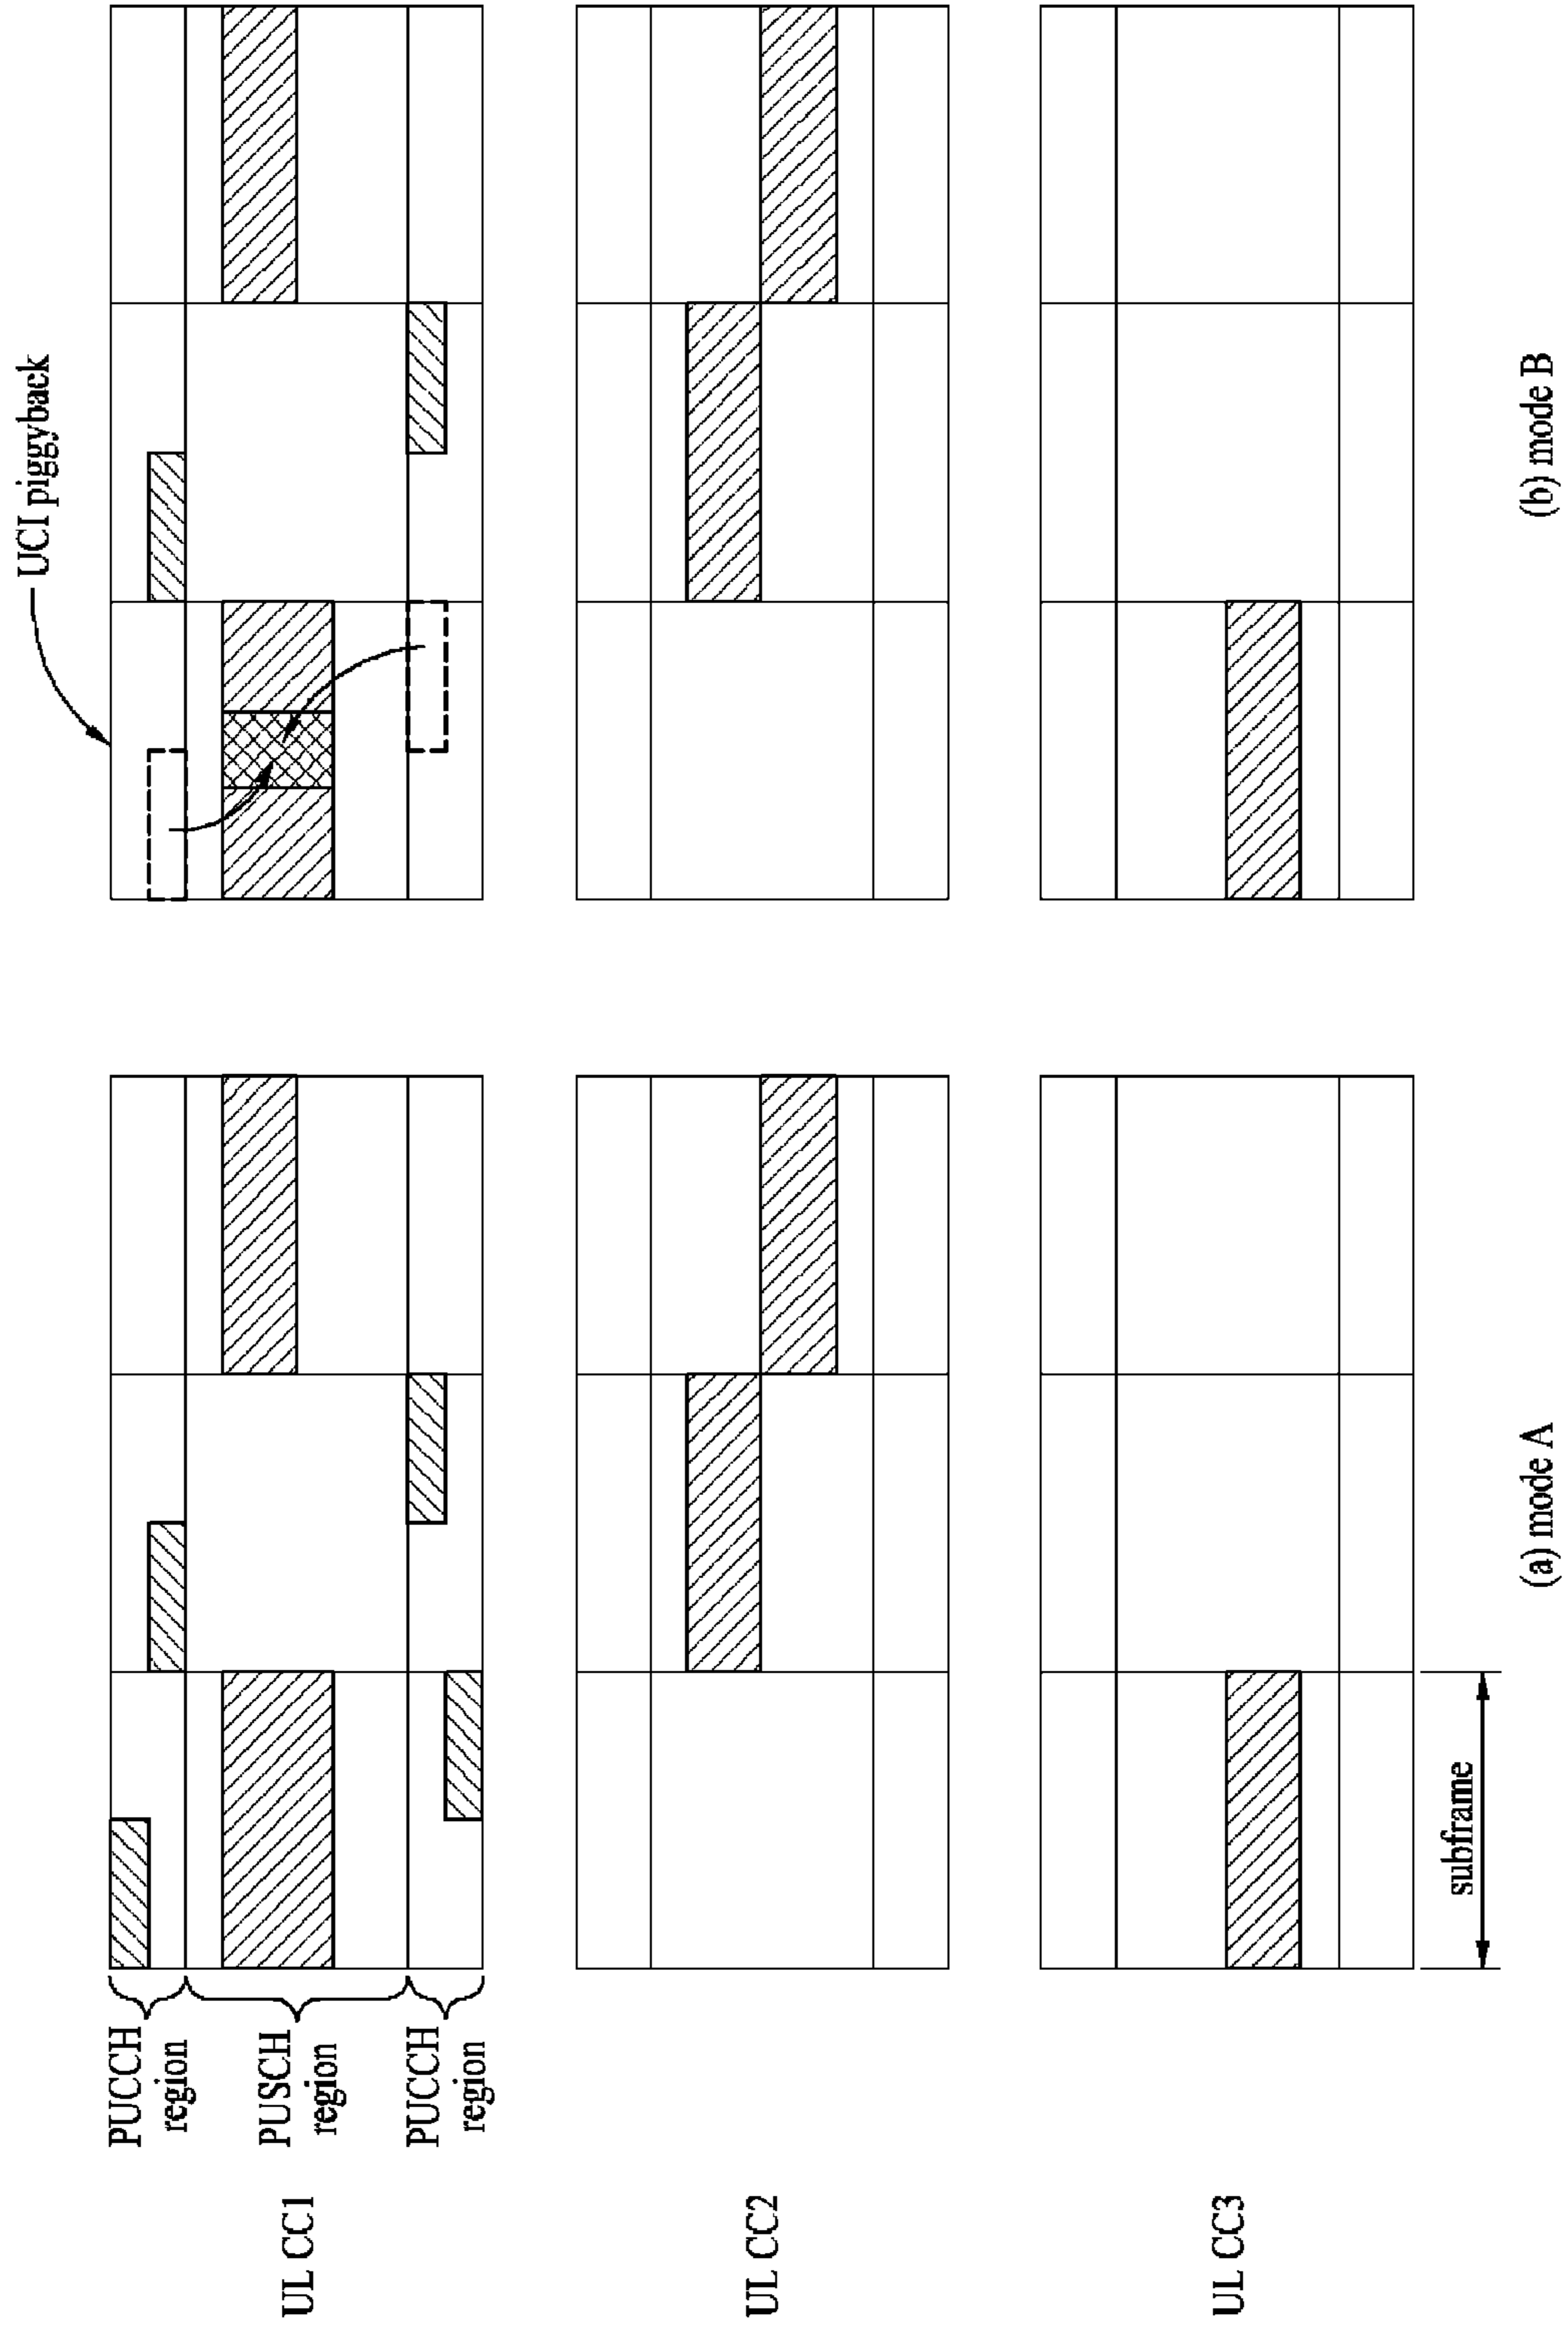 UCI piggyback
PUCCH
region
PUSCH
region
PUCCH
region
UL CC1
UL CC2
UL CC3
subframe
(a) mode A
(b) mode B